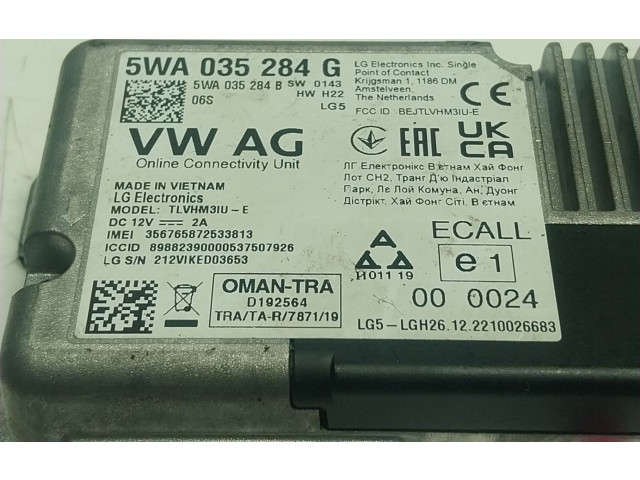 5WA 035 284 G
5WA 035 284 B SW 0143
HW H22
06S
LG5
LG Electronics Inc. Single
Point of Contact
Krijgsman 1, 1186 DM
Amstelveen,
The Netherlands
FCC ID : BEJTLVHM3IU-E
CE
VW AG
Online Connectivity Unit
EAC
UK
CA
MADE IN VIETNAM
LG Electronics
MODEL: TLVHM3IU-E
DC 12V 2A
IMEI 356765872533813
ICCID 89882390000537507926
LG S/N 212VIKED03653
ЛГ Електронікс В'єтнам Хай Фонг
Лот СН2, Транг Д'ю Індастріал
Парк, Ле Лой Комуна, Ан, Дуонг
Дістрікт, Хай Фонг Сіті, В'єтнам
11011 19
ECALL
e1
00 0024
OMAN-TRA
D192564
TRA/TA-R/7871/19
LG5-LGH26.12.2210026683